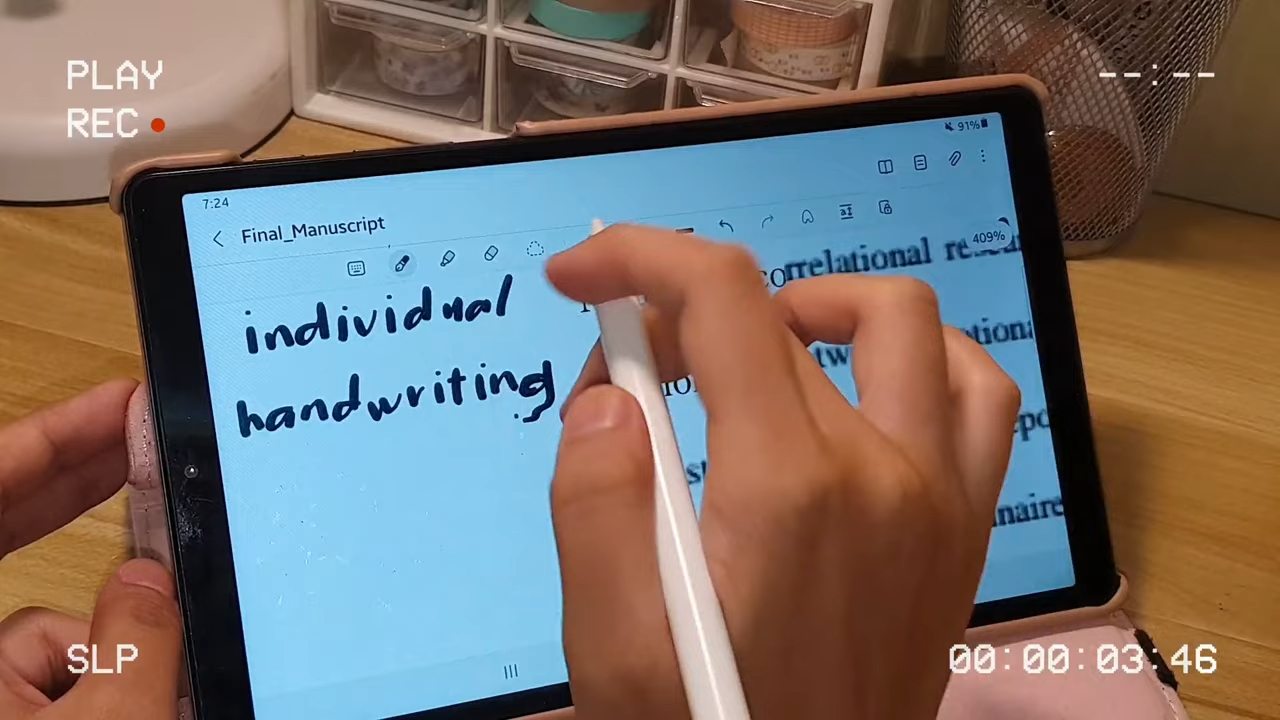 PLAY
REC
--:--
7:24
91%
Final_Manuscript
409%
individual
handwriting
correlational
SLP
00:00:03:46